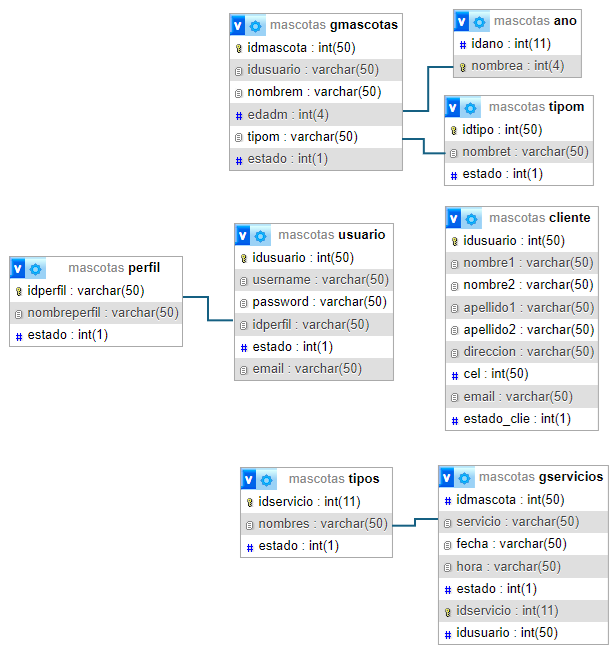 v mascotas gmascotas
idmascota : int(50)
idusuario : varchar(50)
nombrem : varchar(50)
# edadm : int(4)
tipom : varchar(50)
# estado : int(1)
v mascotas ano
# idano : int(11)
nombrea : int(4)
v mascotas tipom
idtipo : int(50)
nombret : varchar(50)
# estado : int(1)
v mascotas perfil
idperfil : varchar(50)
nombreperfil : varchar(50)
# estado : int(1)
v mascotas usuario
idusuario : int(50)
username : varchar(50)
password : varchar(50)
idperfil : varchar(50)
# estado : int(1)
email : varchar(50)
v mascotas cliente
idusuario : int(50)
nombre1 : varchar(50)
nombre2 : varchar(50)
apellido1 : varchar(50)
apellido2 : varchar(50)
direccion : varchar(50)
# cel : int(50)
email : varchar(50)
# estado_clie : int(1)
v mascotas tipos
idservicio : int(11)
nombres : varchar(50)
# estado : int(1)
v mascotas gservicios
# idmascota : int(50)
servicio : varchar(50)
fecha : varchar(50)
hora : varchar(50)
# estado : int(1)
idservicio : int(11)
# idusuario : int(50)